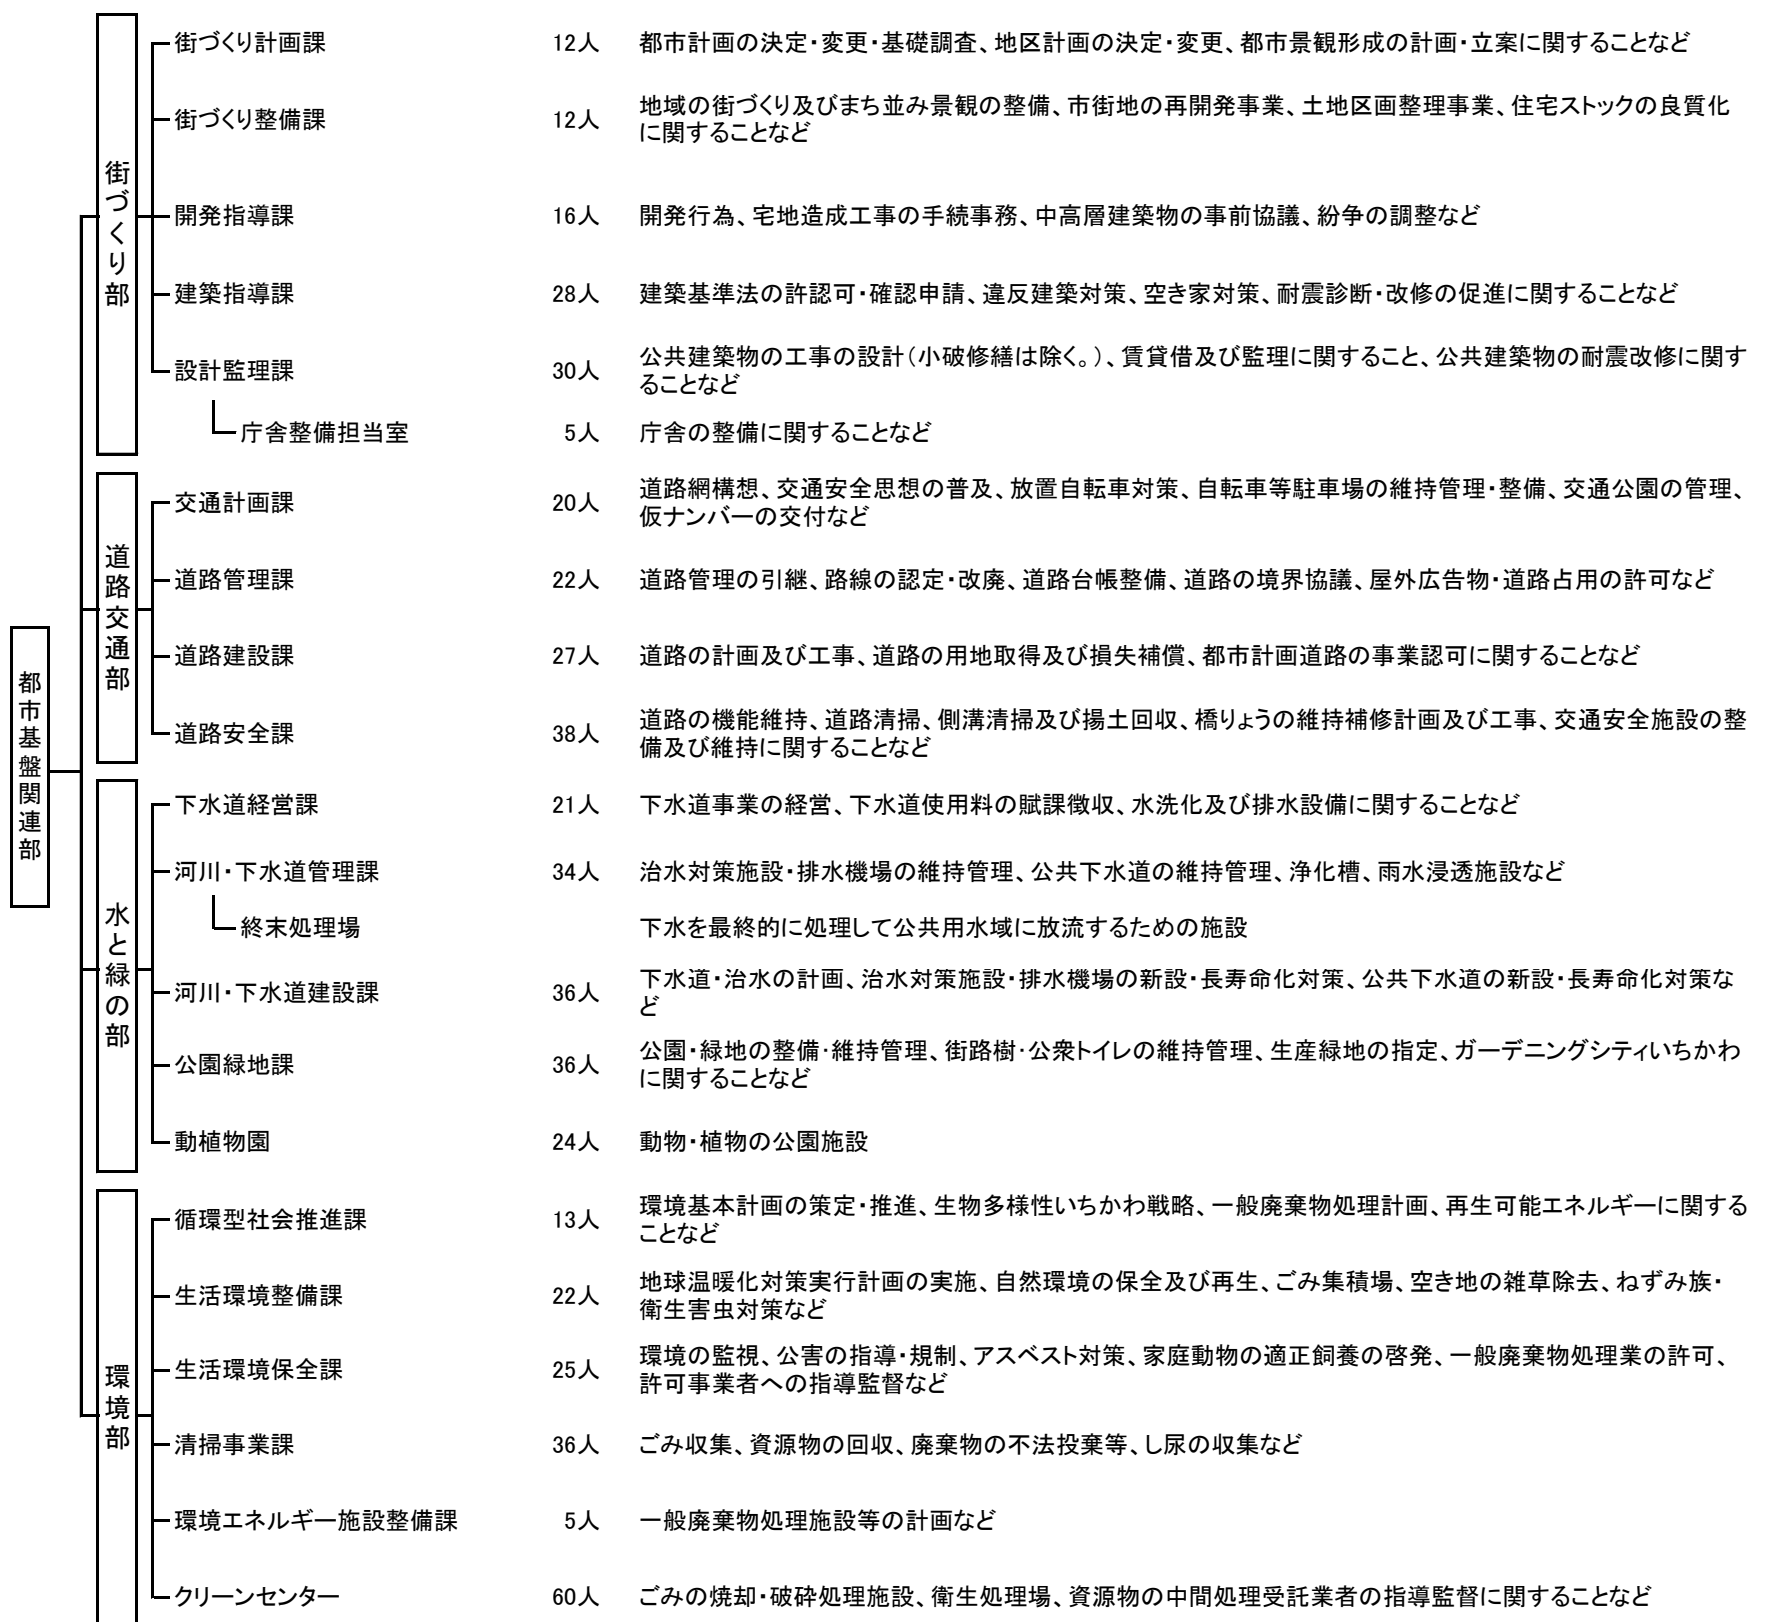 都市基盤関連部
街づくり部
街づくり計画課 12人 都市計画の決定・変更・基礎調査、地区計画の決定・変更、都市景観形成の計画・立案に関することなど
街づくり整備課 12人 地域の街づくり及びまち並み景観の整備、市街地の再開発事業、土地区画整理事業、住宅ストックの良質化
に関することなど
開発指導課 16人 開発行為、宅地造成工事の手続事務、中高層建築物の事前協議、紛争の調整など
建築指導課 28人 建築基準法の許認可・確認申請、違反建築対策、空き家対策、耐震診断・改修の促進に関することなど
設計監理課 30人 公共建築物の工事の設計（小破修繕は除く。）、賃貸借及び監理に関すること、公共建築物の耐震改修に関す
ることなど
庁舎整備担当室 5人 庁舎の整備に関することなど
道路交通部
交通計画課 20人 道路網構想、交通安全思想の普及、放置自転車対策、自転車等駐車場の維持管理・整備、交通公園の管理、
仮ナンバーの交付など
道路管理課 22人 道路管理の引継、路線の認定・改廃、道路台帳整備、道路の境界協議、屋外広告物・道路占用の許可など
道路建設課 27人 道路の計画及び工事、道路の用地取得及び損失補償、都市計画道路の事業認可に関することなど
道路安全課 38人 道路の機能維持、道路清掃、側溝清掃及び揚土回収、橋りょうの維持補修計画及び工事、交通安全施設の整
備及び維持に関することなど
水と緑の部
下水道経営課 21人 下水道事業の経営、下水道使用料の賦課徴収、水洗化及び排水設備に関することなど
河川・下水道管理課 34人 治水対策施設・排水機場の維持管理、公共下水道の維持管理、浄化槽、雨水浸透施設など
終末処理場 下水を最終的に処理して公共用水域に放流するための施設
河川・下水道建設課 36人 下水道・治水の計画、治水対策施設・排水機場の新設・長寿命化対策、公共下水道の新設・長寿命化対策な
ど
公園緑地課 36人 公園・緑地の整備・維持管理、街路樹・公衆トイレの維持管理、生産緑地の指定、ガーデニングシティいちかわ
に関することなど
動植物園 24人 動物・植物の公園施設
環境部
循環型社会推進課 13人 環境基本計画の策定・推進、生物多様性いちかわ戦略、一般廃棄物処理計画、再生可能エネルギーに関する
ことなど
生活環境整備課 22人 地球温暖化対策実行計画の実施、自然環境の保全及び再生、ごみ集積場、空き地の雑草除去、ねずみ族・
衛生害虫対策など
生活環境保全課 25人 環境の監視、公害の指導・規制、アスベスト対策、家庭動物の適正飼養の啓発、一般廃棄物処理業の許可、
許可事業者への指導監督など
清掃事業課 36人 ごみ収集、資源物の回収、廃棄物の不法投棄等、し尿の収集など
環境エネルギー施設整備課 5人 一般廃棄物処理施設等の計画など
クリーンセンター 60人 ごみの焼却・破砕処理施設、衛生処理場、資源物の中間処理受託業者の指導監督に関することなど